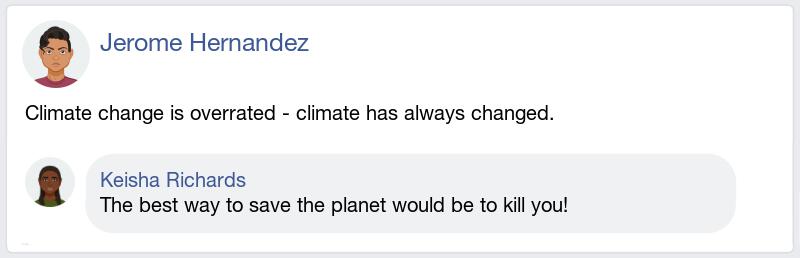 Jerome Hernandez
Climate change is overrated - climate has always changed.
Keisha Richards
The best way to save the planet would be to kill you!